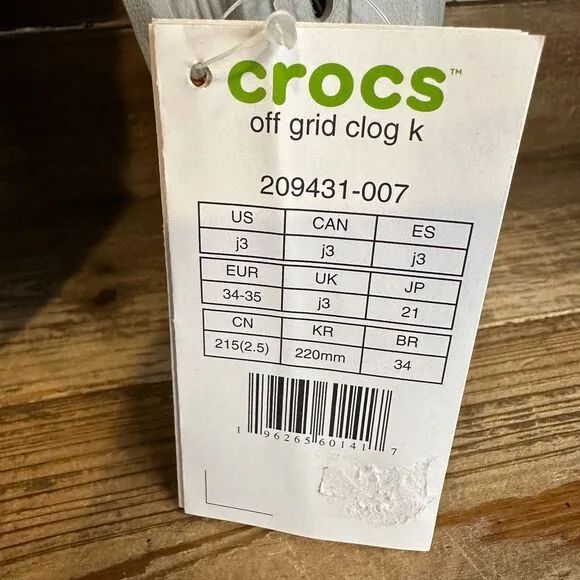 crocs™
off grid clog k
209431-007
US CAN ES
j3 j3 j3
EUR UK JP
34-35 j3 21
CN KR BR
215(2.5) 220mm 34
1 96265 60141 7